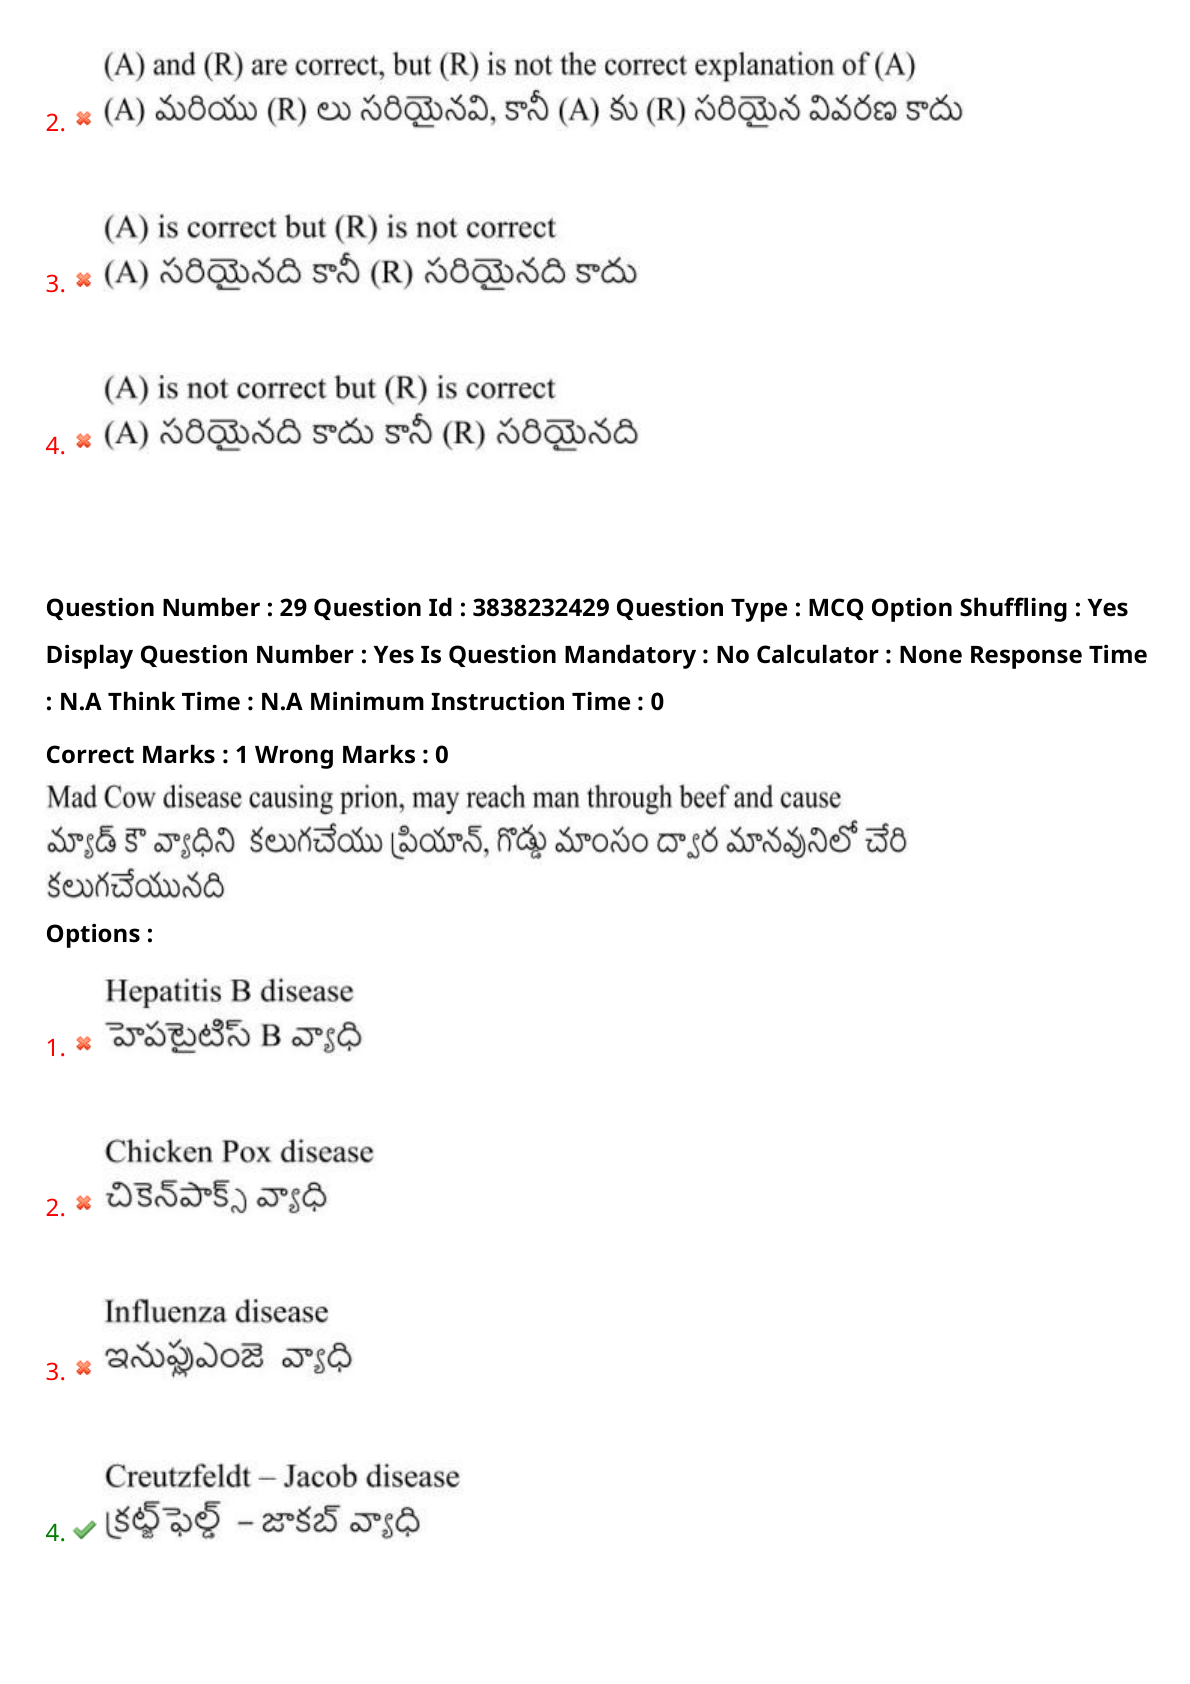 (A) and (R) are correct, but (R) is not the correct explanation of (A)
2. (A) మరియు (R) లు సరియైనవి, కానీ (A) కు (R) సరియైన వివరణ కాదు
(A) is correct but (R) is not correct
3. (A) సరియైనది కానీ (R) సరియైనది కాదు
(A) is not correct but (R) is correct
4. (A) సరియైనది కాదు కానీ (R) సరియైనది
Question Number : 29 Question Id : 3838232429 Question Type : MCQ Option Shuffling : Yes
Display Question Number : Yes Is Question Mandatory : No Calculator : None Response Time
: N.A Think Time : N.A Minimum Instruction Time : 0
Correct Marks : 1 Wrong Marks : 0
Mad Cow disease causing prion, may reach man through beef and cause
మ్యాడ్ కౌ వ్యాధిని కలుగచేయు ప్రియాన్, గొడ్డు మాంసం ద్వార మానవునిలో చేరి
కలుగచేయునది
Options :
Hepatitis B disease
1. హెపటైటిస్ B వ్యాధి
Chicken Pox disease
2. చికెన్‌పాక్స్ వ్యాధి
Influenza disease
3. ఇనుఫ్లుఎంజె వ్యాధి
Creutzfeldt – Jacob disease
4. క్రట్జ్‌ఫెల్డ్ – జాకబ్ వ్యాధి